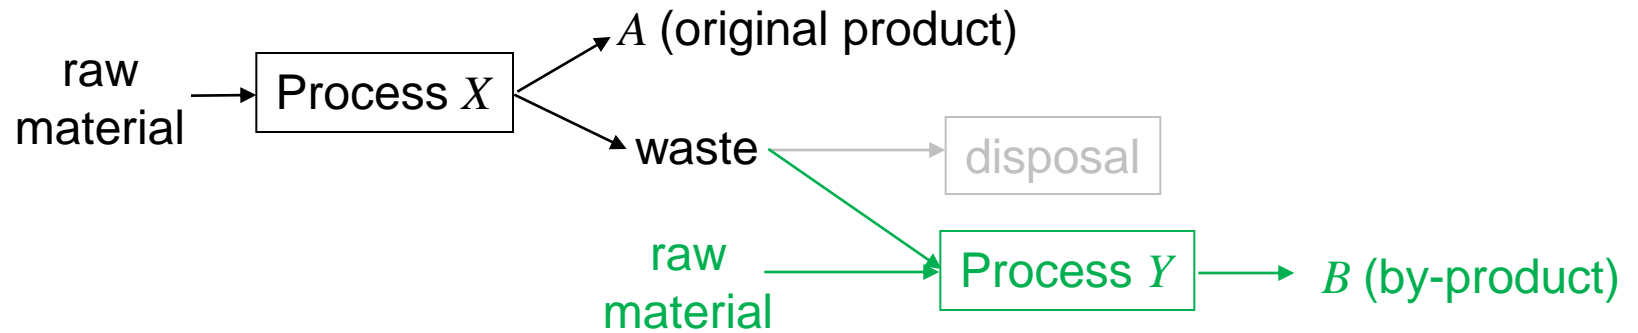 A (original product)
raw
material
Process X
waste
disposal
raw
material
Process Y
B (by-product)